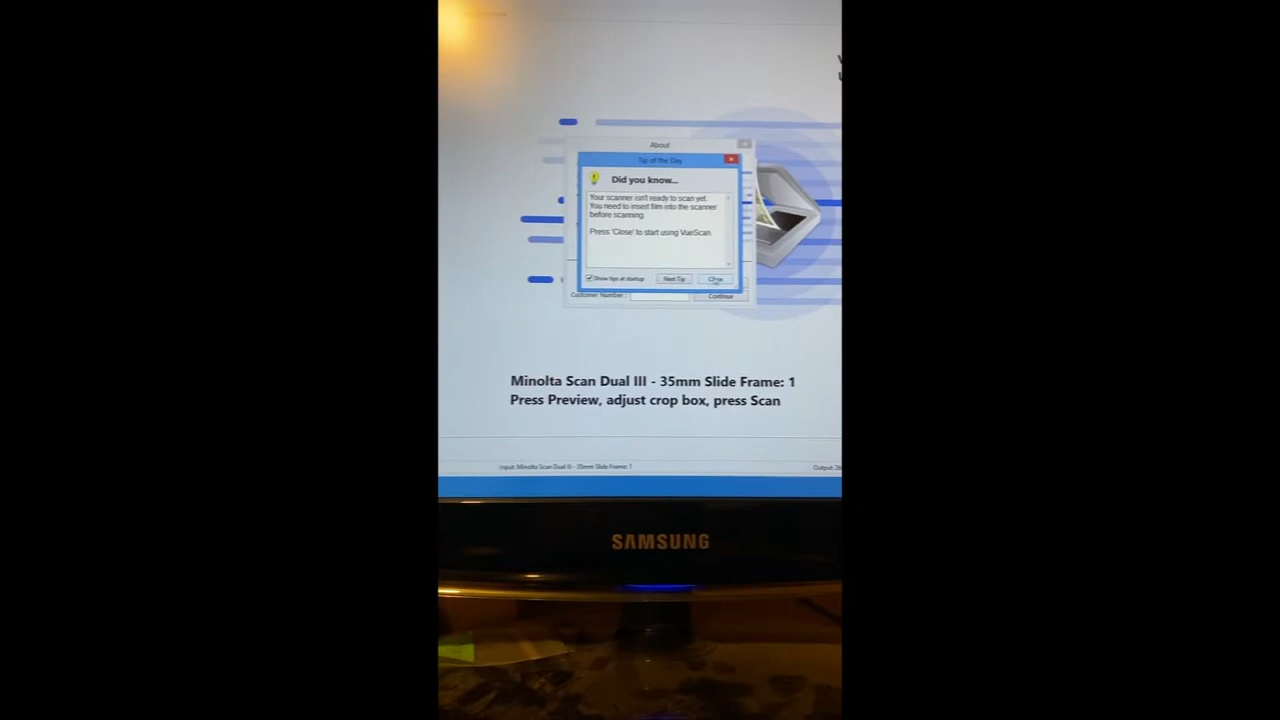 About
Tip of the Day
Did you know...
Your scanner isn't ready to scan yet.
You need to insert film into the scanner
before scanning.
Press 'Close' to start using VueScan.
Show tips at startup
Next Tip
Close
Customer Number:
Continue
Minolta Scan Dual III - 35mm Slide Frame: 1
Press Preview, adjust crop box, press Scan
Input: Minolta Scan Dual III - 35mm Slide Frame: 1
Output:
SAMSUNG